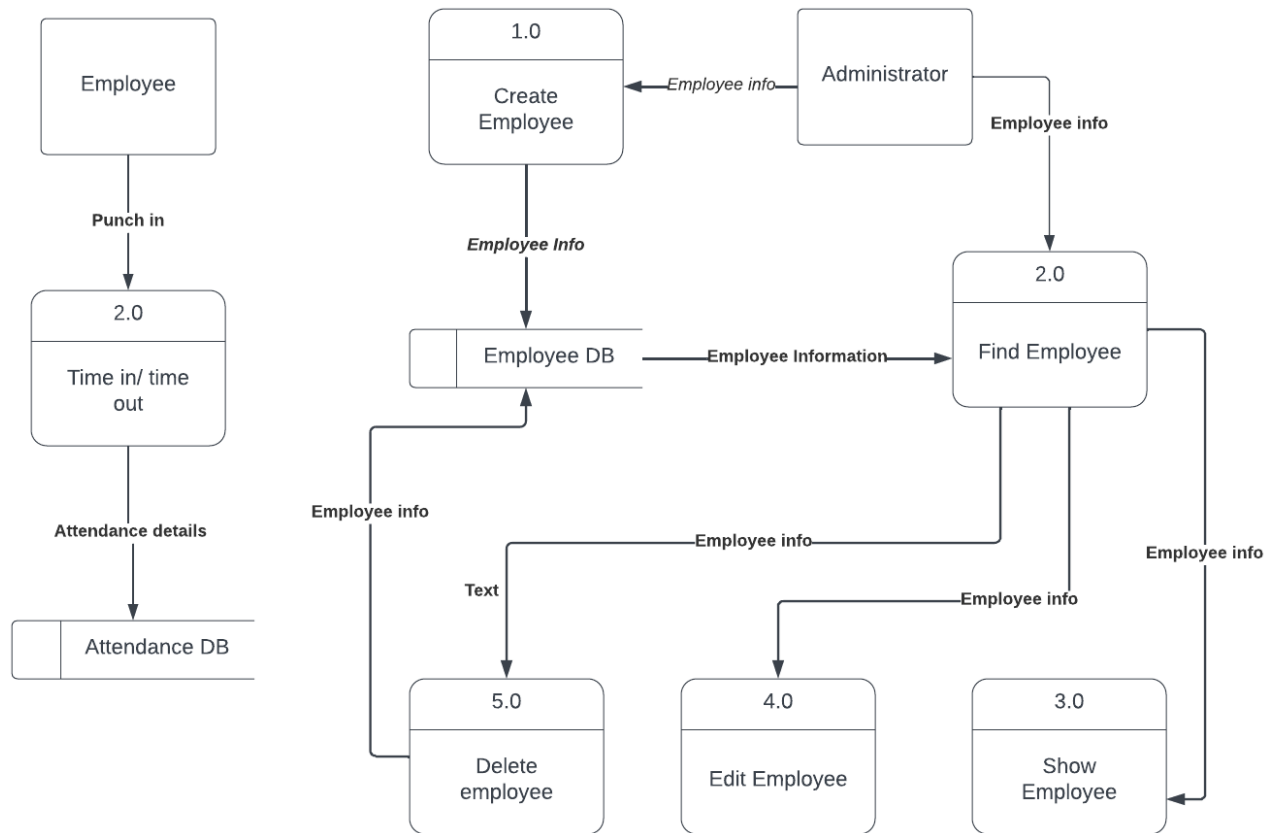 Employee
Punch in
2.0
Time in/ time
out
Attendance details
Attendance DB
1.0
Create
Employee
Employee info
Administrator
Employee info
Employee Info
Employee DB
Employee Information
2.0
Find Employee
Employee info
Employee info
Text
Employee info
Employee info
5.0
Delete
employee
4.0
Edit Employee
3.0
Show
Employee